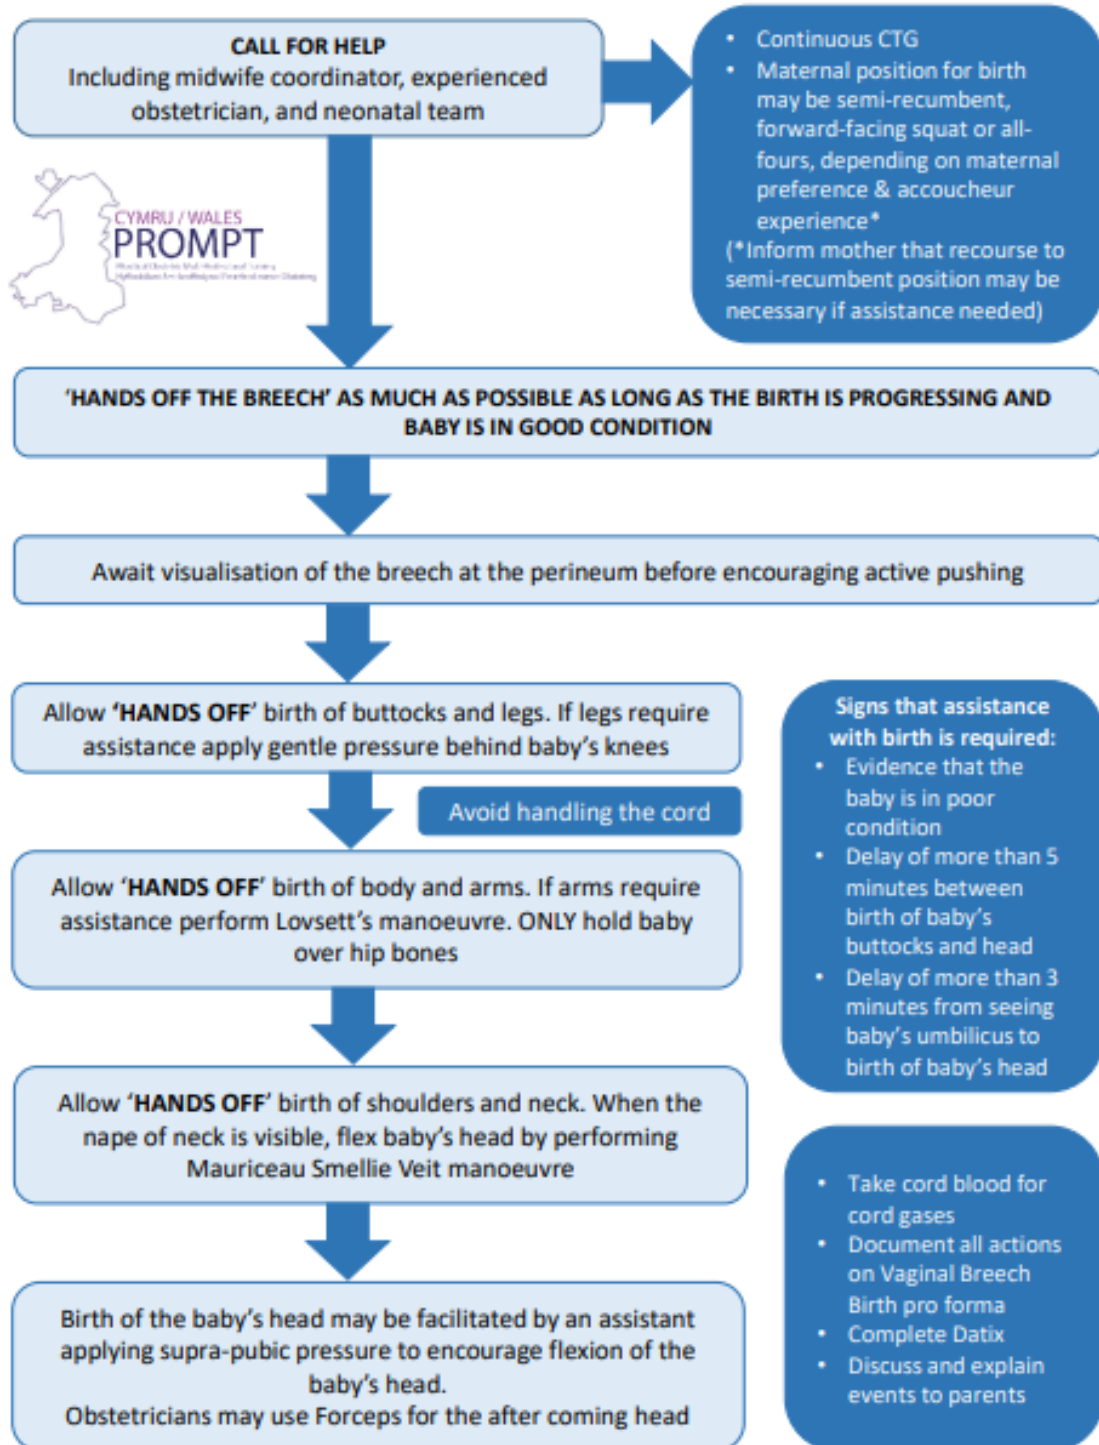 CALL FOR HELP
Including midwife coordinator, experienced
obstetrician, and neonatal team
• Continuous CTG
• Maternal position for birth
may be semi-recumbent,
forward-facing squat or all-
fours, depending on maternal
preference & accoucheur
experience*
(*Inform mother that recourse to
semi-recumbent position may be
necessary if assistance needed)
CYMRU / WALES
PROMPT
'HANDS OFF THE BREECH' AS MUCH AS POSSIBLE AS LONG AS THE BIRTH IS PROGRESSING AND
BABY IS IN GOOD CONDITION
Await visualisation of the breech at the perineum before encouraging active pushing
Allow 'HANDS OFF' birth of buttocks and legs. If legs require
assistance apply gentle pressure behind baby's knees
Avoid handling the cord
Allow 'HANDS OFF' birth of body and arms. If arms require
assistance perform Lovsett's manoeuvre. ONLY hold baby
over hip bones
Signs that assistance
with birth is required:
• Evidence that the
baby is in poor
condition
• Delay of more than 5
minutes between
birth of baby's
buttocks and head
• Delay of more than 3
minutes from seeing
baby's umbilicus to
birth of baby's head
Allow 'HANDS OFF' birth of shoulders and neck. When the
nape of neck is visible, flex baby's head by performing
Mauriceau Smellie Veit manoeuvre
Birth of the baby's head may be facilitated by an assistant
applying supra-pubic pressure to encourage flexion of the
baby's head.
Obstetricians may use Forceps for the after coming head
• Take cord blood for
cord gases
• Document all actions
on Vaginal Breech
Birth pro forma
• Complete Datix
• Discuss and explain
events to parents